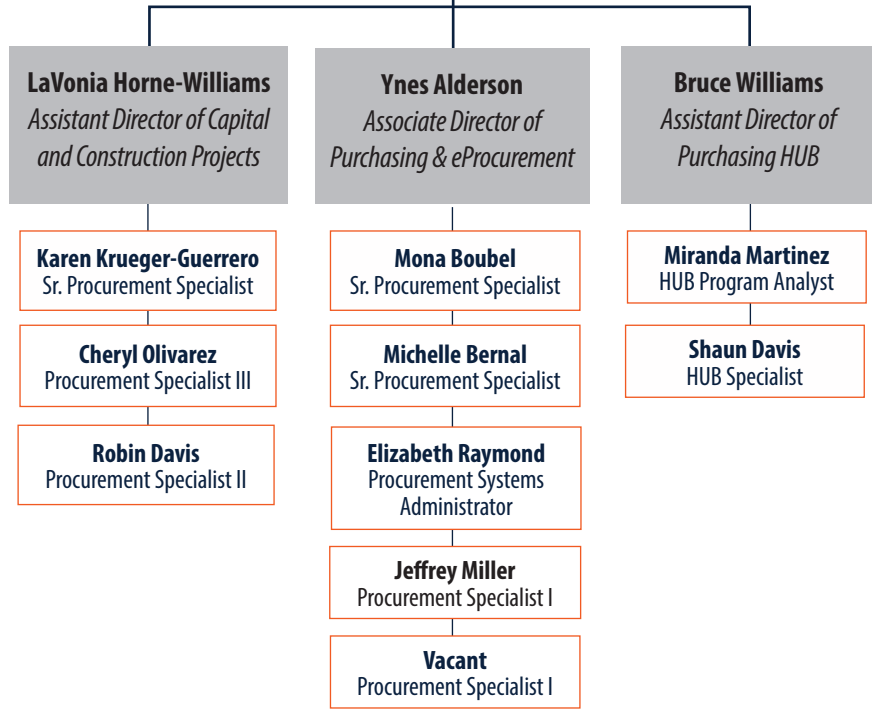 LaVonia Horne-Williams
Assistant Director of Capital
and Construction Projects
Karen Krueger-Guerrero
Sr. Procurement Specialist
Cheryl Olivarez
Procurement Specialist III
Robin Davis
Procurement Specialist II
Ynes Alderson
Associate Director of
Purchasing & eProcurement
Mona Boubel
Sr. Procurement Specialist
Michelle Bernal
Sr. Procurement Specialist
Elizabeth Raymond
Procurement Systems
Administrator
Jeffrey Miller
Procurement Specialist I
Vacant
Procurement Specialist I
Bruce Williams
Assistant Director of
Purchasing HUB
Miranda Martinez
HUB Program Analyst
Shaun Davis
HUB Specialist